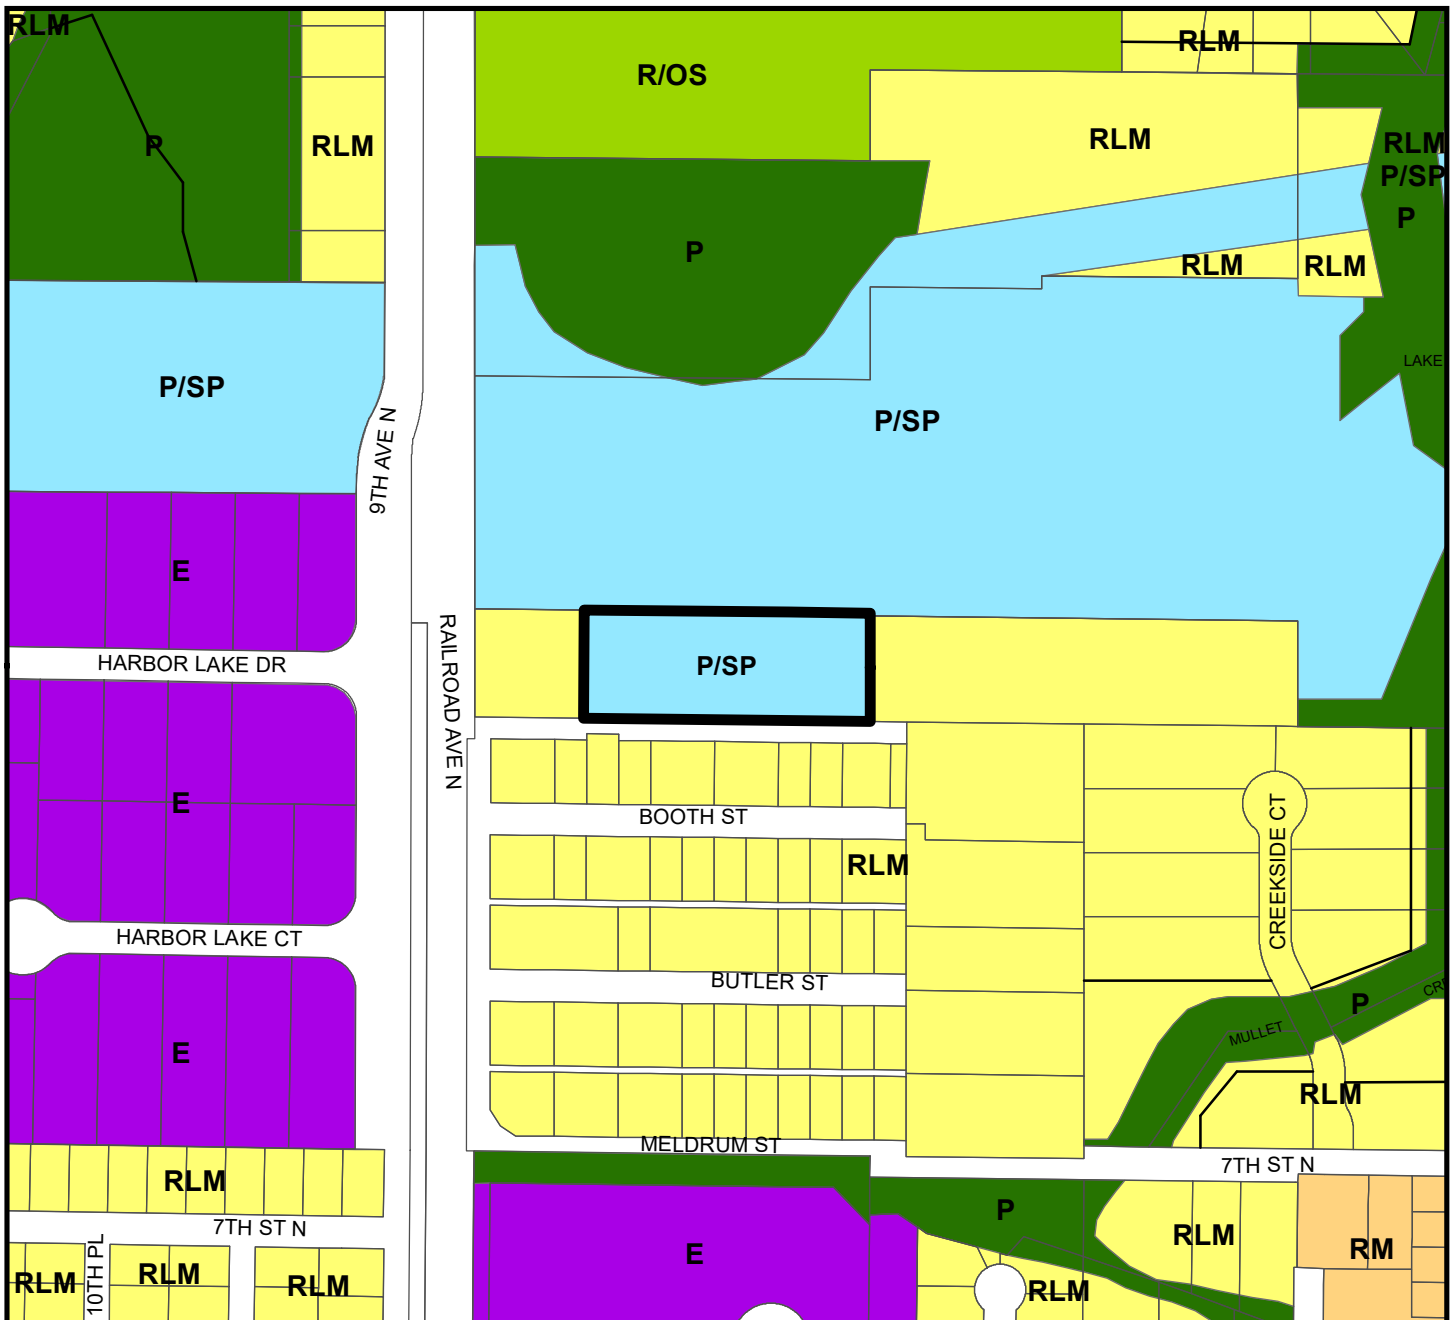 RLM
R/OS
RLM
P
RLM
RLM
RLM
P/SP
P
P
RLM
RLM
LAKE
P/SP
P/SP
9TH AVE N
E
HARBOR LAKE DR
RAILROAD AVE N
P/SP
E
BOOTH ST
CREEKSIDE CT
RLM
HARBOR LAKE CT
BUTLER ST
P
MULLET
E
RLM
MELDRUM ST
7TH ST N
RLM
P
7TH ST N
RLM
RM
E
10TH PL
RLM
RLM
RLM
RLM